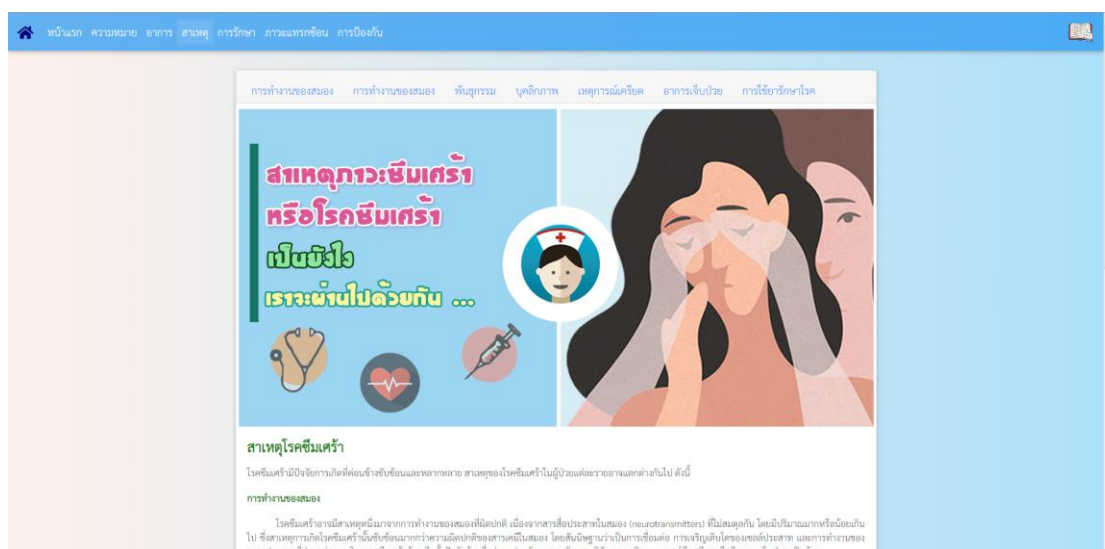 หน้าแรก ความหมาย อาการ สาเหตุ การรักษา ภาวะแทรกซ้อน การป้องกัน
การทำงานของสมอง การทำงานของสมอง พันธุกรรม บุคลิกภาพ เหตุการณ์เครียด อาการเจ็บป่วย การใช้ยารักษาโรค
สาเหตุภาวะซึมเศร้า
หรือโรคซึมเศร้า
เป็นยังไง
เราจะผ่านไปด้วยกัน ...
สาเหตุโรคซึมเศร้า
โรคซึมเศร้ามีปัจจัยการเกิดที่ค่อนข้างซับซ้อนและหลากหลาย สาเหตุของโรคซึมเศร้าในผู้ป่วยแต่ละรายอาจแตกต่างกันไป ดังนี้
การทำงานของสมอง
โรคซึมเศร้าอาจมีสาเหตุหนึ่งมาจากการทำงานของสมองที่ผิดปกติ เนื่องจากสารสื่อประสาทในสมอง (neurotransmitters) ที่ไม่สมดุลกัน โดยมีปริมาณมากหรือน้อยเกิน
ไป ซึ่งสาเหตุการเกิดโรคซึมเศร้านั้นซับซ้อนมากกว่าความผิดปกติของสารเคมีในสมอง โดยสันนิษฐานว่าเป็นการเชื่อมต่อ การเจริญเติบโตของเซลล์ประสาท และการทำงานของ